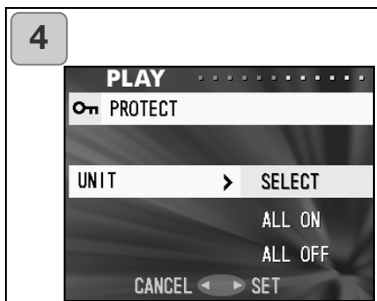 4
PLAY
PROTECT
UNIT > SELECT
ALL ON
ALL OFF
CANCEL ◄ ► SET